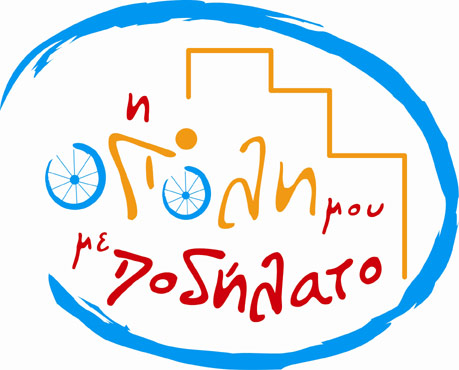 η
πόλη μου
με ποδήλατο